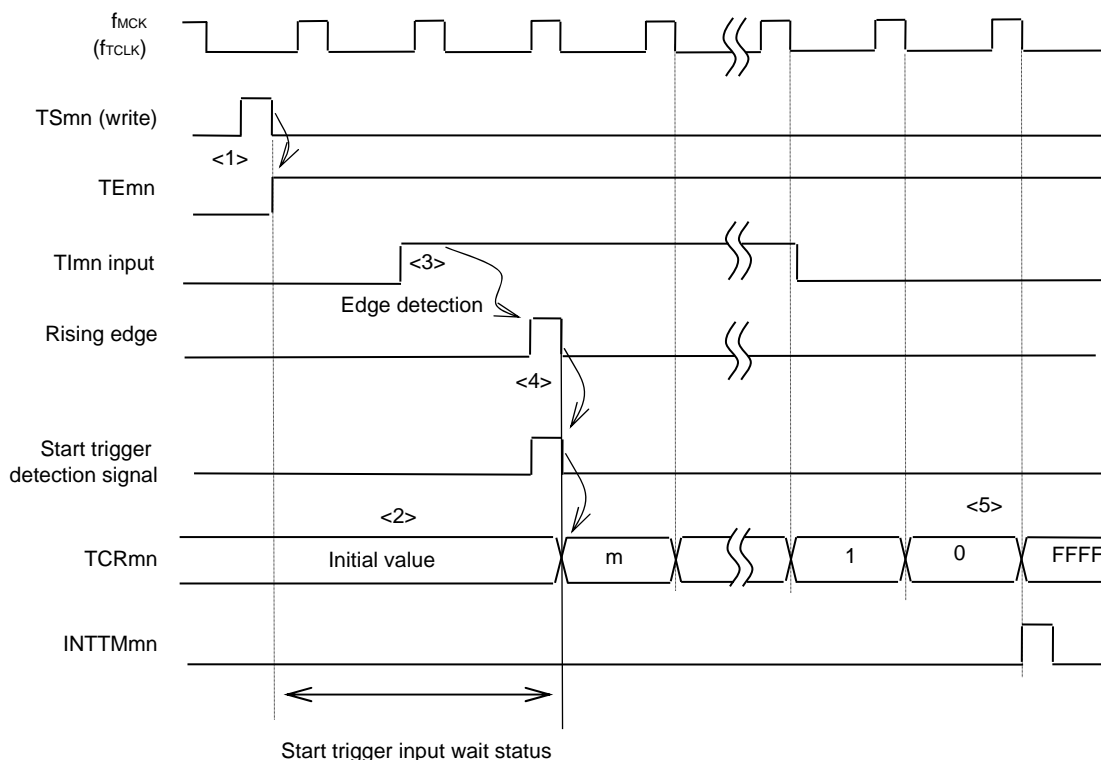 fMCK
(fTCLK)
TSmn (write)
<1>
TEmn
TImn input
<3>
Edge detection
Rising edge
<4>
Start trigger
detection signal
<2>
<5>
TCRmn
Initial value
m
1
0
FFFF
INTTMmn
Start trigger input wait status